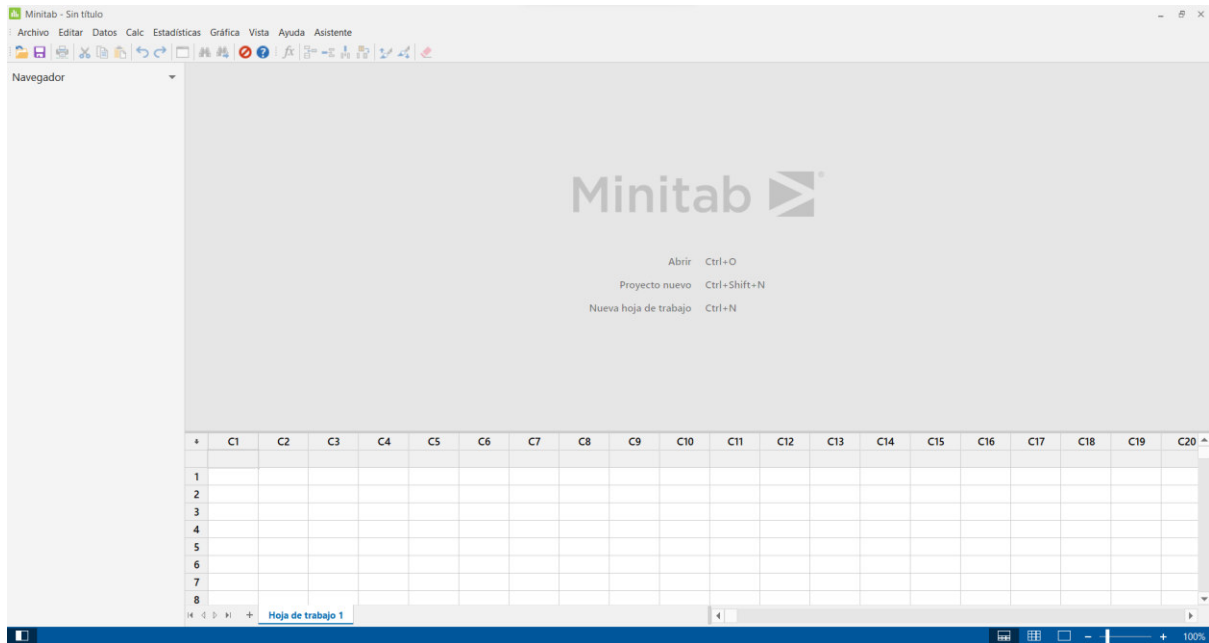 Minitab - Sin título
Archivo Editar Datos Calc Estadísticas Gráfica Vista Ayuda Asistente
fx
Navegador
Minitab
Abrir Ctrl+O
Proyecto nuevo Ctrl+Shift+N
Nueva hoja de trabajo Ctrl+N
C1 C2 C3 C4 C5 C6 C7 C8 C9 C10 C11 C12 C13 C14 C15 C16 C17 C18 C19 C20
1
2
3
4
5
6
7
8
Hoja de trabajo 1
100%